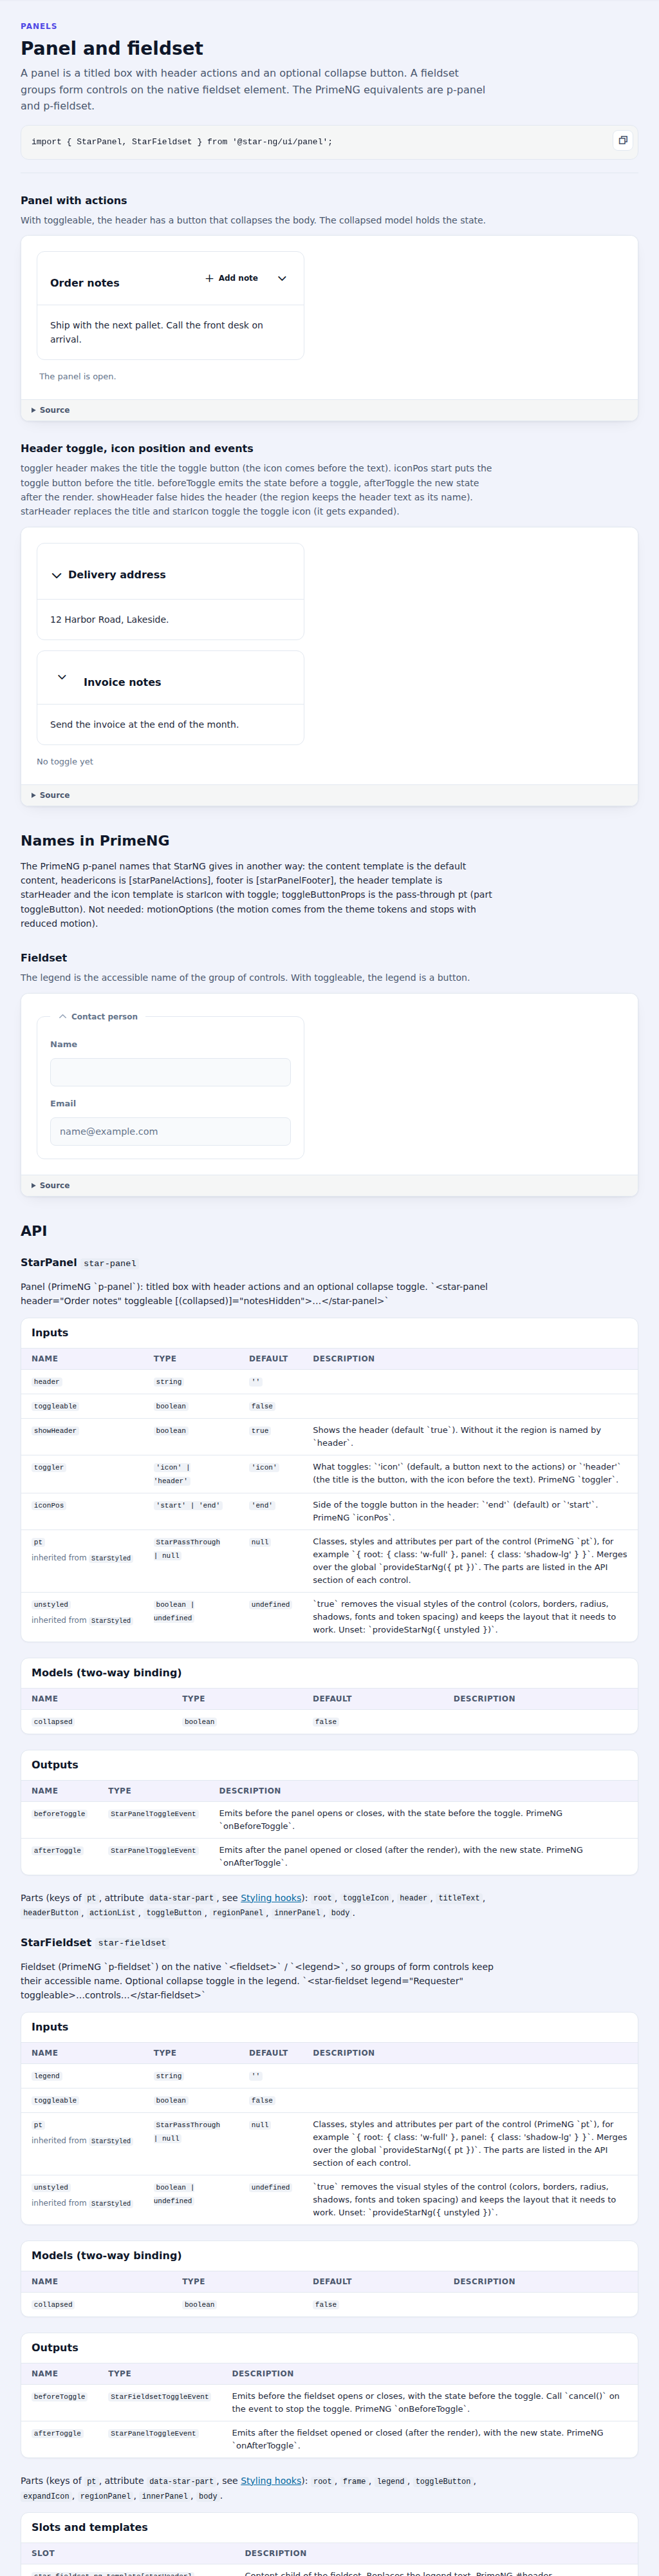 PANELS
Panel and fieldset
A panel is a titled box with header actions and an optional collapse button. A fieldset
groups form controls on the native fieldset element. The PrimeNG equivalents are p-panel
and p-fieldset.
import { StarPanel, StarFieldset } from '@star-ng/ui/panel';
Panel with actions
With toggleable, the header has a button that collapses the body. The collapsed model holds the state.
Order notes
Add note
Ship with the next pallet. Call the front desk on
arrival.
The panel is open.
Source
Header toggle, icon position and events
toggler header makes the title the toggle button (the icon comes before the text). iconPos start puts the
toggle button before the title. beforeToggle emits the state before a toggle, afterToggle the new state
after the render. showHeader false hides the header (the region keeps the header text as its name).
starHeader replaces the title and starIcon toggle the toggle icon (it gets expanded).
Delivery address
12 Harbor Road, Lakeside.
Invoice notes
Send the invoice at the end of the month.
No toggle yet
Source
Names in PrimeNG
The PrimeNG p-panel names that StarNG gives in another way: the content template is the default
content, headericons is [starPanelActions], footer is [starPanelFooter], the header template is
starHeader and the icon template is starIcon with toggle; toggleButtonProps is the pass-through pt (part
toggleButton). Not needed: motionOptions (the motion comes from the theme tokens and stops with
reduced motion).
Fieldset
The legend is the accessible name of the group of controls. With toggleable, the legend is a button.
Contact person
Name
Email
name@example.com
Source
API
StarPanel star-panel
Panel (PrimeNG `p-panel`): titled box with header actions and an optional collapse toggle. `<star-panel
header="Order notes" toggleable [(collapsed)]="notesHidden">…</star-panel>`
Inputs
NAME TYPE DEFAULT DESCRIPTION
header string ''
toggleable boolean false
showHeader boolean true Shows the header (default `true`). Without it the region is named by
`header`.
toggler 'icon' | 'icon' What toggles: `'icon'` (default, a button next to the actions) or `'header'`
'header' (the title is the button, with the icon before the text). PrimeNG `toggler`.
iconPos 'start' | 'end' 'end' Side of the toggle button in the header: `'end'` (default) or `'start'`.
PrimeNG `iconPos`.
pt StarPassThrough null Classes, styles and attributes per part of the control (PrimeNG `pt`), for
inherited from StarStyled | null example `{ root: { class: 'w-full' }, panel: { class: 'shadow-lg' } }`. Merges
over the global `provideStarNg({ pt })`. The parts are listed in the API
section of each control.
unstyled boolean | undefined `true` removes the visual styles of the control (colors, borders, radius,
inherited from StarStyled undefined shadows, fonts and token spacing) and keeps the layout that it needs to
work. Unset: `provideStarNg({ unstyled })`.
Models (two-way binding)
NAME TYPE DEFAULT DESCRIPTION
collapsed boolean false
Outputs
NAME TYPE DESCRIPTION
beforeToggle StarPanelToggleEvent Emits before the panel opens or closes, with the state before the toggle. PrimeNG
`onBeforeToggle`.
afterToggle StarPanelToggleEvent Emits after the panel opened or closed (after the render), with the new state. PrimeNG
`onAfterToggle`.
Parts (keys of pt, attribute data-star-part, see Styling hooks): root, toggleIcon, header, titleText,
headerButton, actionList, toggleButton, regionPanel, innerPanel, body.
StarFieldset star-fieldset
Fieldset (PrimeNG `p-fieldset`) on the native `<fieldset>` / `<legend>`, so groups of form controls keep
their accessible name. Optional collapse toggle in the legend. `<star-fieldset legend="Requester"
toggleable>…controls…</star-fieldset>`
Inputs
NAME TYPE DEFAULT DESCRIPTION
legend string ''
toggleable boolean false
pt StarPassThrough null Classes, styles and attributes per part of the control (PrimeNG `pt`), for
inherited from StarStyled | null example `{ root: { class: 'w-full' }, panel: { class: 'shadow-lg' } }`. Merges
over the global `provideStarNg({ pt })`. The parts are listed in the API
section of each control.
unstyled boolean | undefined `true` removes the visual styles of the control (colors, borders, radius,
inherited from StarStyled undefined shadows, fonts and token spacing) and keeps the layout that it needs to
work. Unset: `provideStarNg({ unstyled })`.
Models (two-way binding)
NAME TYPE DEFAULT DESCRIPTION
collapsed boolean false
Outputs
NAME TYPE DESCRIPTION
beforeToggle StarFieldsetToggleEvent Emits before the fieldset opens or closes, with the state before the toggle. Call `cancel()` on
the event to stop the toggle. PrimeNG `onBeforeToggle`.
afterToggle StarPanelToggleEvent Emits after the fieldset opened or closed (after the render), with the new state. PrimeNG
`onAfterToggle`.
Parts (keys of pt, attribute data-star-part, see Styling hooks): root, frame, legend, toggleButton,
expandIcon, regionPanel, innerPanel, body.
Slots and templates
SLOT DESCRIPTION